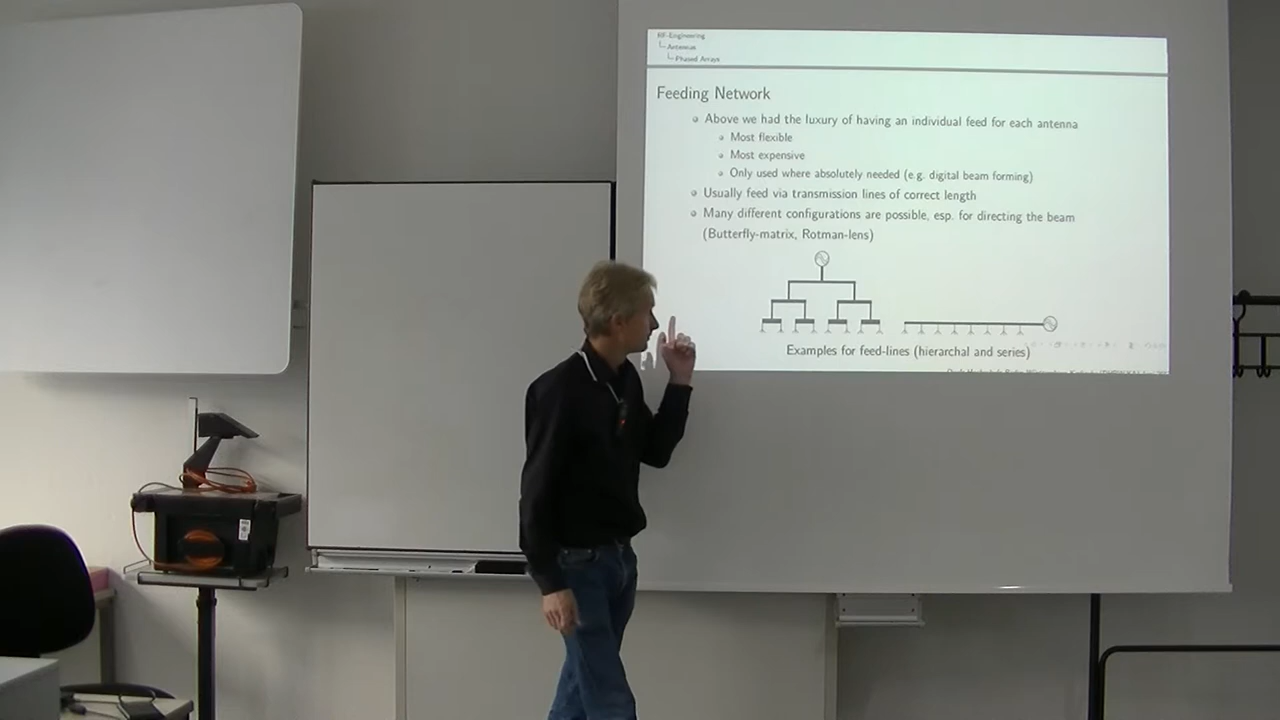 RF-Engineering
Antennas
Phased Arrays
Feeding Network
Above we had the luxury of having an individual feed for each antenna
Most flexible
Most expensive
Only used where absolutely needed (e.g. digital beam forming)
Usually feed via transmission lines of correct length
Many different configurations are possible, esp. for directing the beam
(Butterfly-matrix, Rotman-lens)
Examples for feed-lines (hierarchal and series)